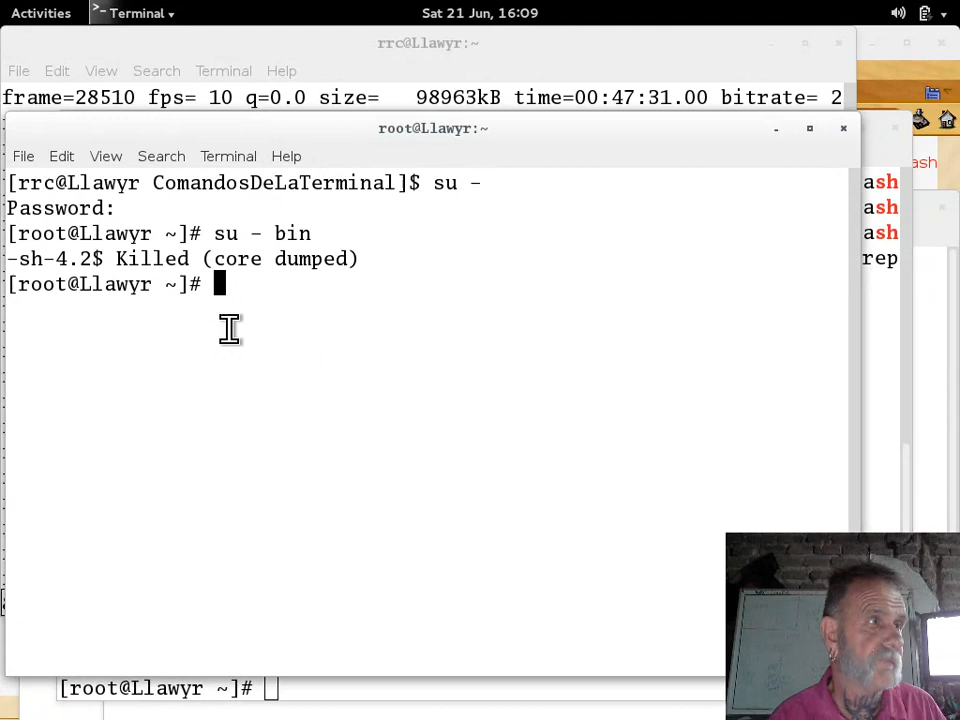 Activities >_ Terminal Sat 21 Jun, 16:09
rrc@Llawyr:~
File Edit View Search Terminal Help
frame=28510 fps= 10 q=0.0 size= 98963kB time=00:47:31.00 bitrate= 2
root@Llawyr:~
File Edit View Search Terminal Help
ash
[rrc@Llawyr ComandosDeLaTerminal]$ su -
ash
Password:
ash
[root@Llawyr ~]# su - bin
ash
-sh-4.2$ Killed (core dumped)
rep
[root@Llawyr ~]#
[root@Llawyr ~]#